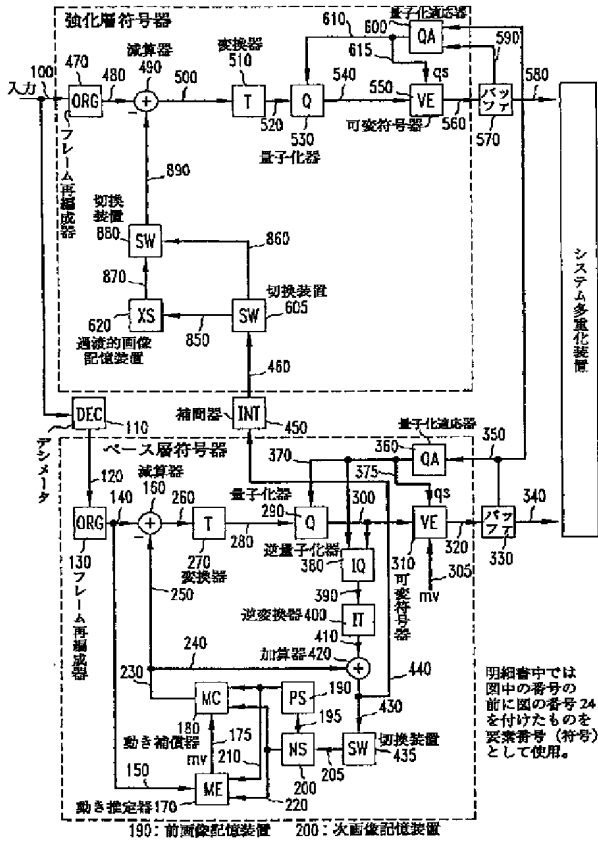 強化層符号器
量子化適応器
610
600
590
615
QA
入力
100
470
ORG
480
減算器
490
500
変換器
510
T
520
540
Q
530
量子化器
qs
550
VE
可変符号器
560
バッファ
570
580
フレーム再編成器
890
切換装置
880
SW
860
870
切換装置
605
SW
XS
620
850
過渡的画像
記憶装置
460
システム多重化装置
DEC
110
デシメータ
補間器
INT
450
量子化適応器
ベース層符号器
370
360
QA
350
375
120
140
減算器
160
260
量子化器
290
Q
300
qs
ORG
130
T
270
変換器
280
VE
310
320
バッファ
330
340
逆量子化器
380
IQ
305
mv
可変符号器
250
390
逆変換器400
IT
410
フレーム再編成器
240
加算器420
440
230
MC
180
PS
190
195
430
動き補償器
175
mv
210
NS
200
205
SW
切換装置
435
150
ME
動き推定器170
220
190:前画像記憶装置 200:次画像記憶装置
明細書中では
図中の番号の
前に図の番号24
を付けたものを
要素番号(符号)
として使用。